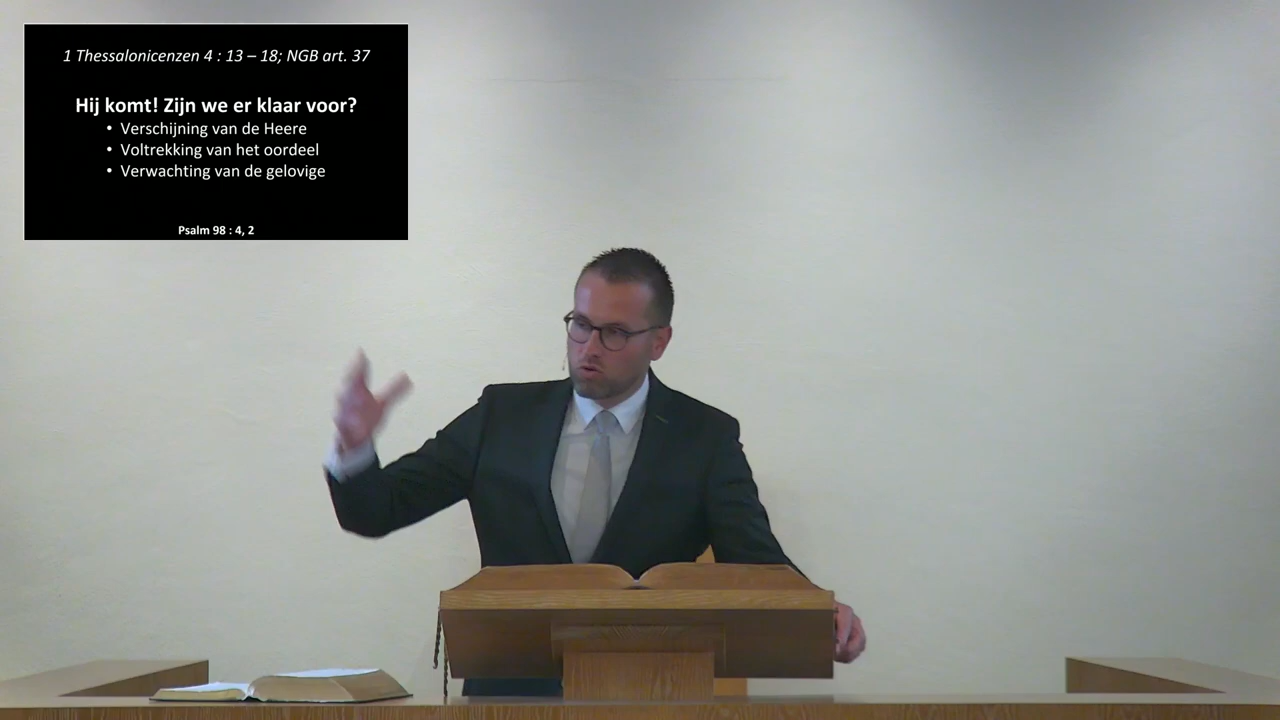 1 Thessalonicenzen 4 : 13 – 18; NGB art. 37
Hij komt! Zijn we er klaar voor?
• Verschijning van de Heere
• Voltrekking van het oordeel
• Verwachting van de gelovige
Psalm 98 : 4, 2